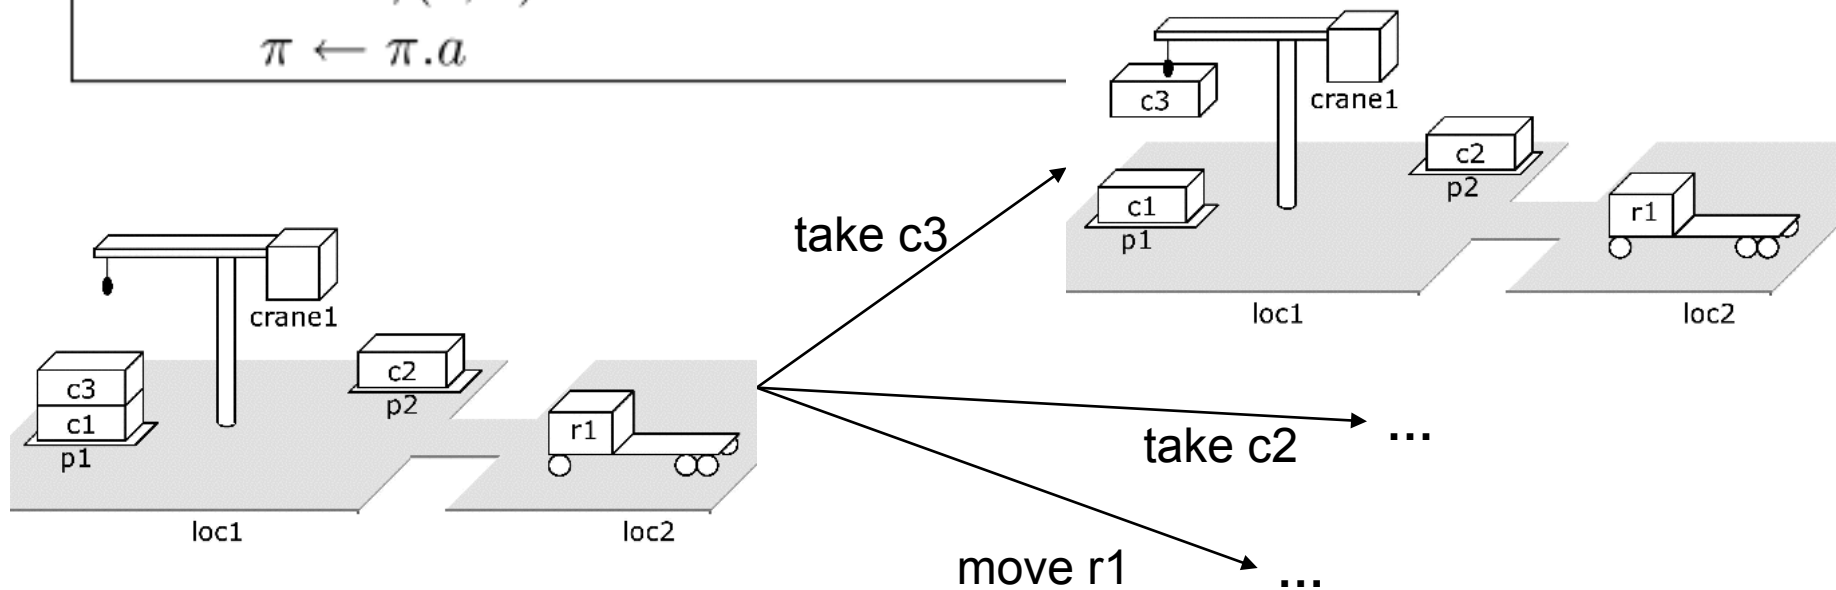 π ← π.a
c3
crane1
c1
p1
c2
p2
r1
loc1
loc2
take c3
crane1
c3
c1
p1
c2
p2
r1
loc1
loc2
take c2
...
move r1
...